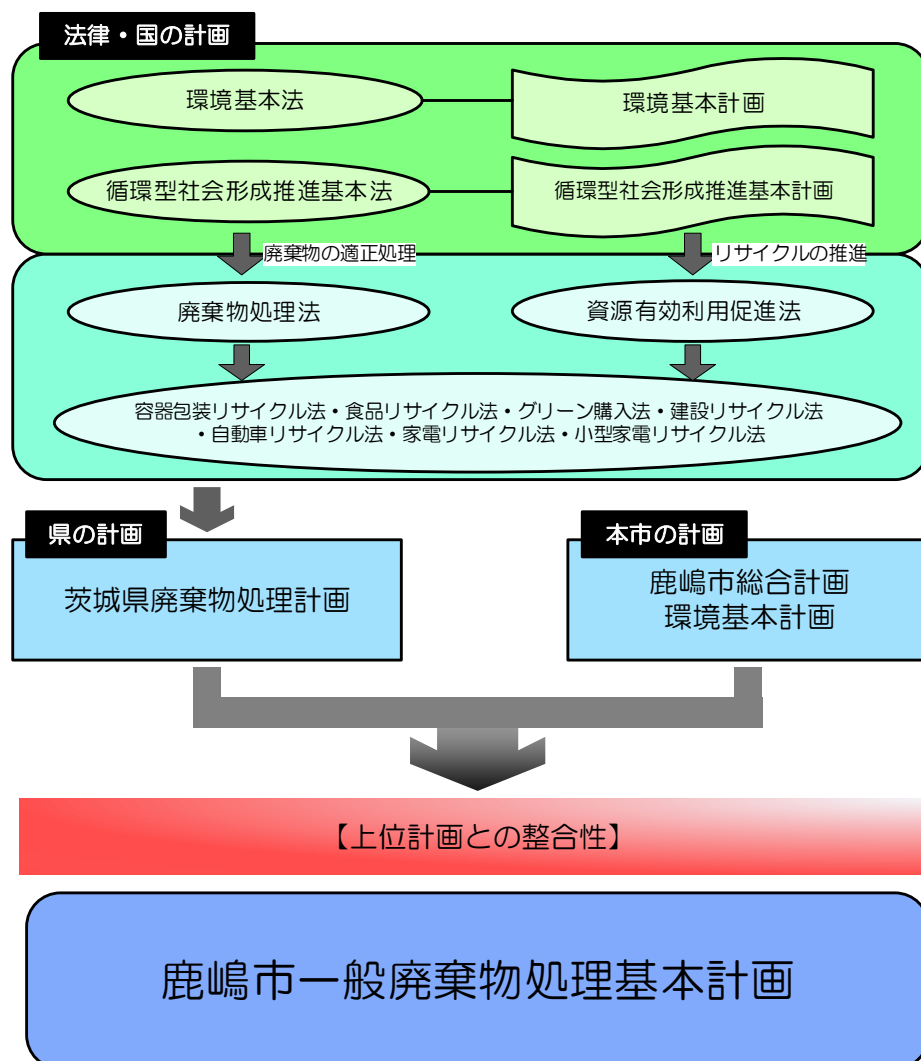 法律・国の計画
環境基本法
環境基本計画
循環型社会形成推進基本法
循環型社会形成推進基本計画
廃棄物の適正処理
リサイクルの推進
廃棄物処理法
資源有効利用促進法
容器包装リサイクル法・食品リサイクル法・グリーン購入法・建設リサイクル法
・自動車リサイクル法・家電リサイクル法・小型家電リサイクル法
県の計画
茨城県廃棄物処理計画
本市の計画
鹿嶋市総合計画
環境基本計画
【上位計画との整合性】
鹿嶋市一般廃棄物処理基本計画